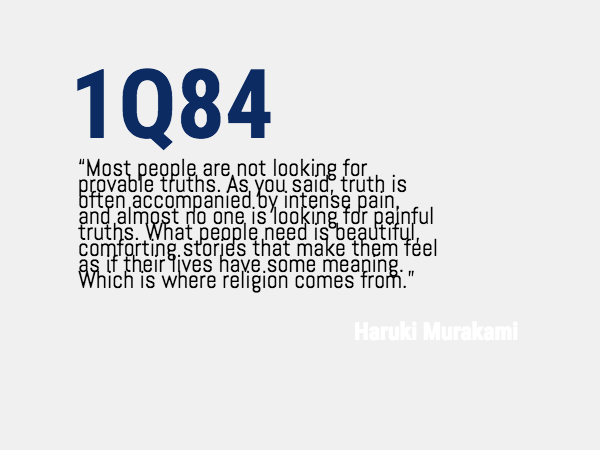 1Q84
“Most people are not looking for
provable truths. As you said, truth is
often accompanied by intense pain,
and almost no one is looking for painful
truths. What people need is beautiful,
comforting stories that make them feel
as if their lives have some meaning.
Which is where religion comes from.”
Haruki Murakami